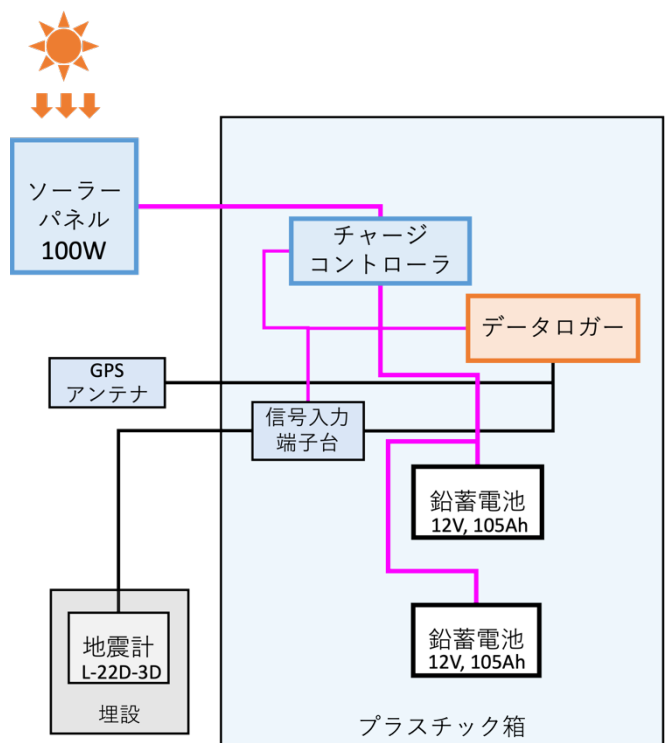 ソーラー
パネル
100W
チャージ
コントローラ
データロガー
GPS
アンテナ
信号入力
端子台
鉛蓄電池
12V, 105Ah
鉛蓄電池
12V, 105Ah
地震計
L-22D-3D
埋設
プラスチック箱